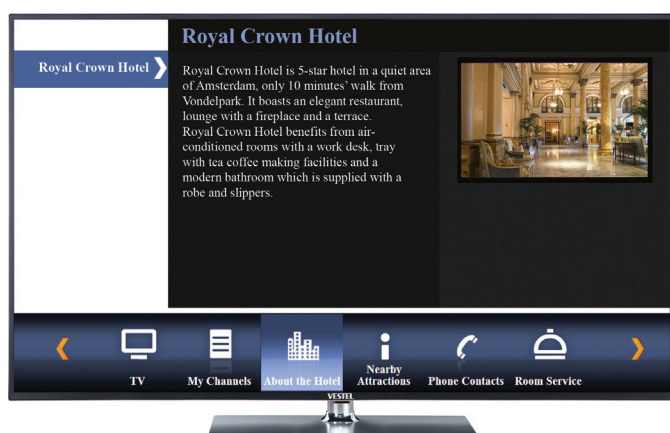 Royal Crown Hotel
Royal Crown Hotel
Royal Crown Hotel is 5-star hotel in a quiet area
of Amsterdam, only 10 minutes' walk from
Vondelpark. It boasts an elegant restaurant,
lounge with a fireplace and a terrace.
Royal Crown Hotel benefits from air-
conditioned rooms with a work desk, tray
with tea coffee making facilities and a
modern bathroom which is supplied with a
robe and slippers.
TV
My Channels
About the Hotel
Nearby
Attractions
Phone Contacts
Room Service
VESTEL